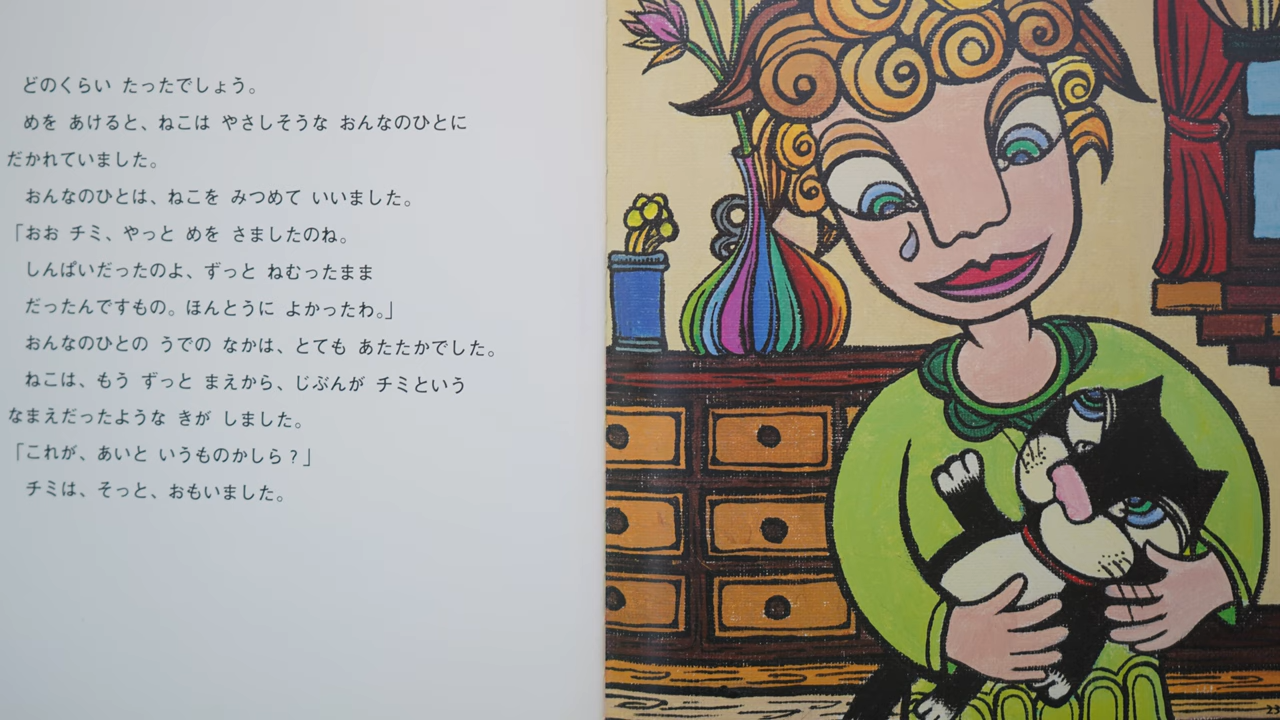 どのくらい たったでしょう。
めを あけると、ねこは やさしそうな おんなのひとに
だかれていました。
おんなのひとは、ねこを みつめて いいました。
「おお チミ、やっと めを さましたのね。
しんぱいだったのよ、ずっと ねむったまま
だったんですもの。ほんとうに よかったわ。」
おんなのひとの うでの なかは、とても あたたかでした。
ねこは、もう ずっと まえから、じぶんが チミという
なまえだったような きが しました。
「これが、あいと いうものかしら？」
チミは、そっと、おもいました。